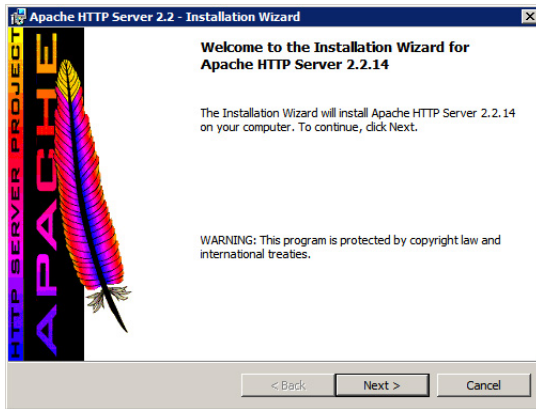 Apache HTTP Server 2.2 - Installation Wizard
HTTP SERVER PROJECT
APACHE
Welcome to the Installation Wizard for
Apache HTTP Server 2.2.14
The Installation Wizard will install Apache HTTP Server 2.2.14
on your computer. To continue, click Next.
WARNING: This program is protected by copyright law and
international treaties.
< Back
Next >
Cancel